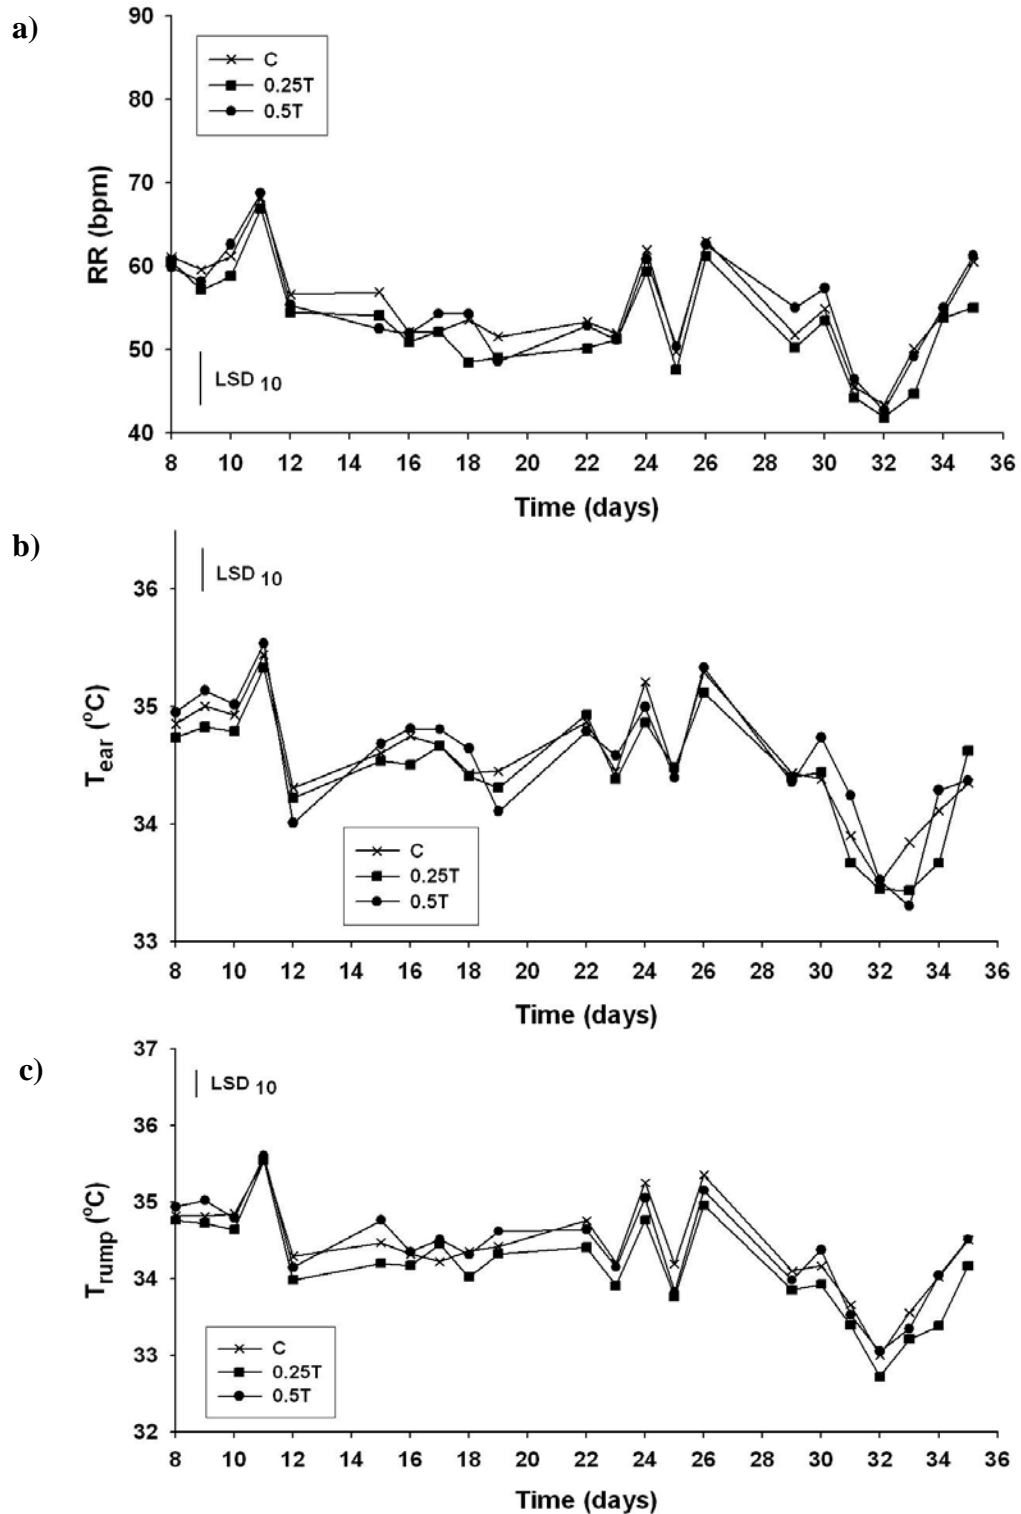 a)
90
80
70
60
50
40
RR (bpm)
C
0.25T
0.5T
LSD 10
8 10 12 14 16 18 20 22 24 26 28 30 32 34 36
Time (days)
b)
36
35
34
33
Tear (oC)
LSD 10
C
0.25T
0.5T
8 10 12 14 16 18 20 22 24 26 28 30 32 34 36
Time (days)
c)
37
36
35
34
33
32
Trump (oC)
LSD 10
C
0.25T
0.5T
8 10 12 14 16 18 20 22 24 26 28 30 32 34 36
Time (days)